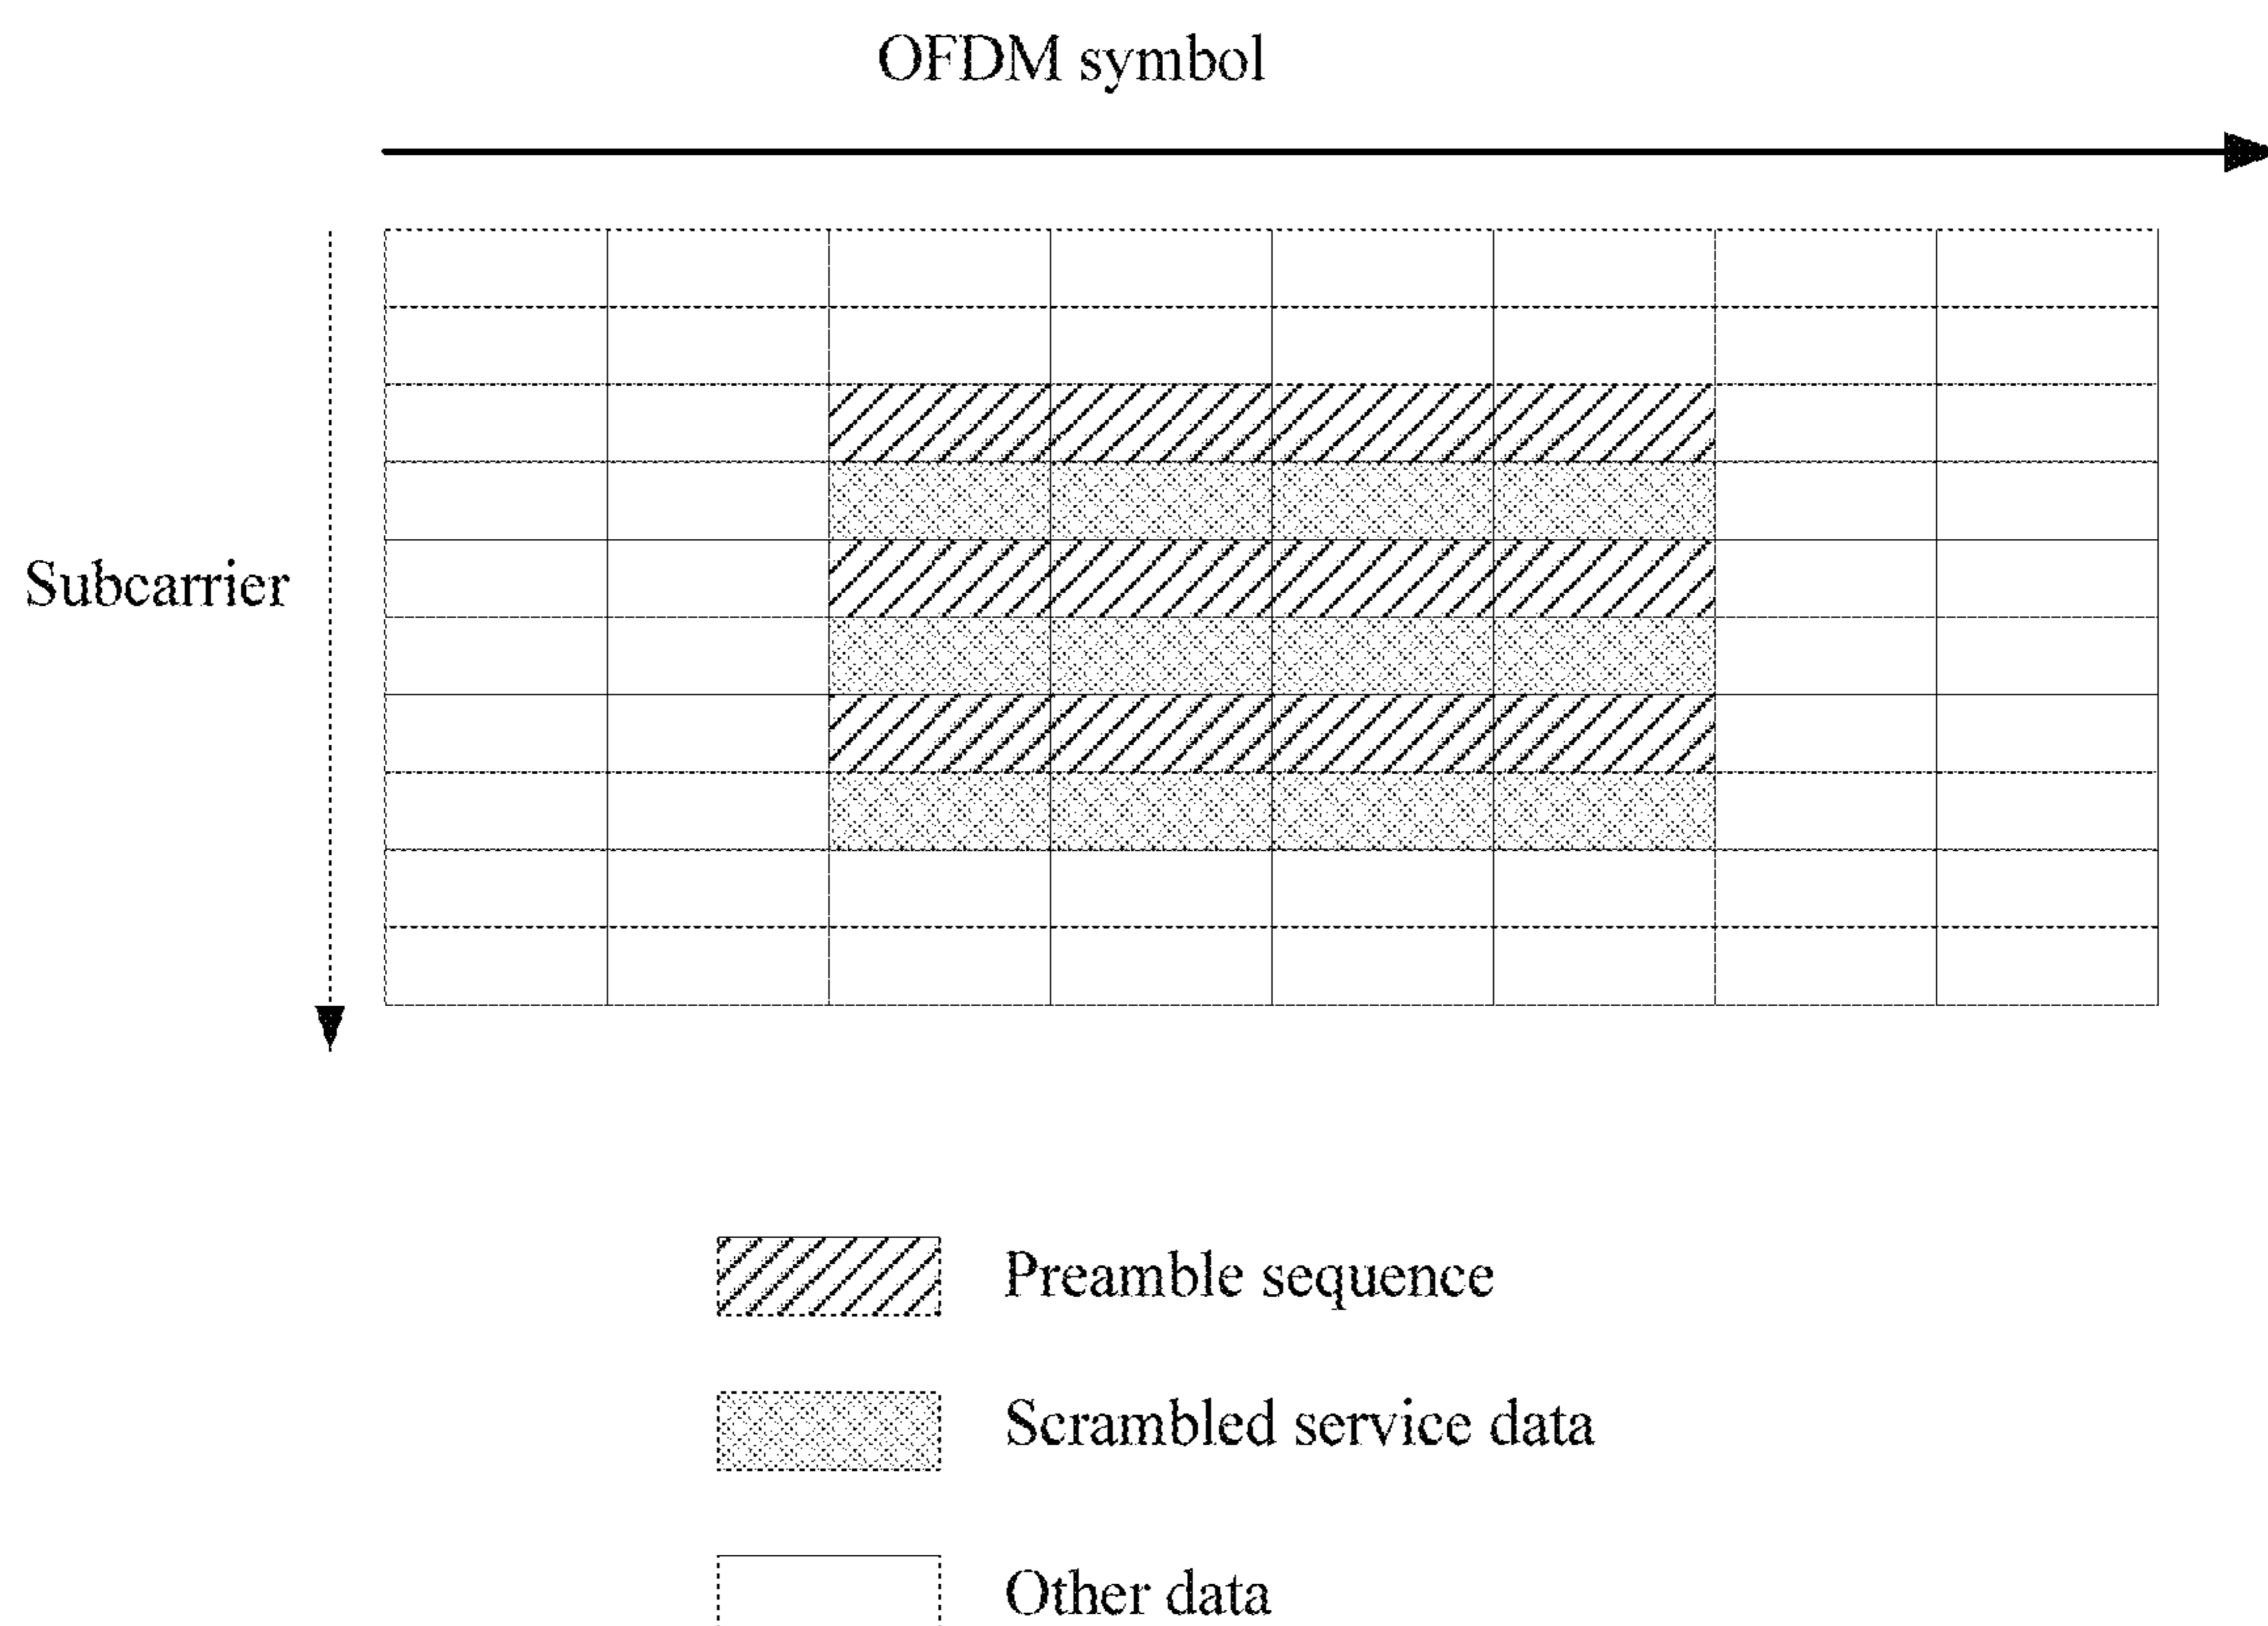 OFDM symbol
Subcarrier
Preamble sequence
Scrambled service data
Other data